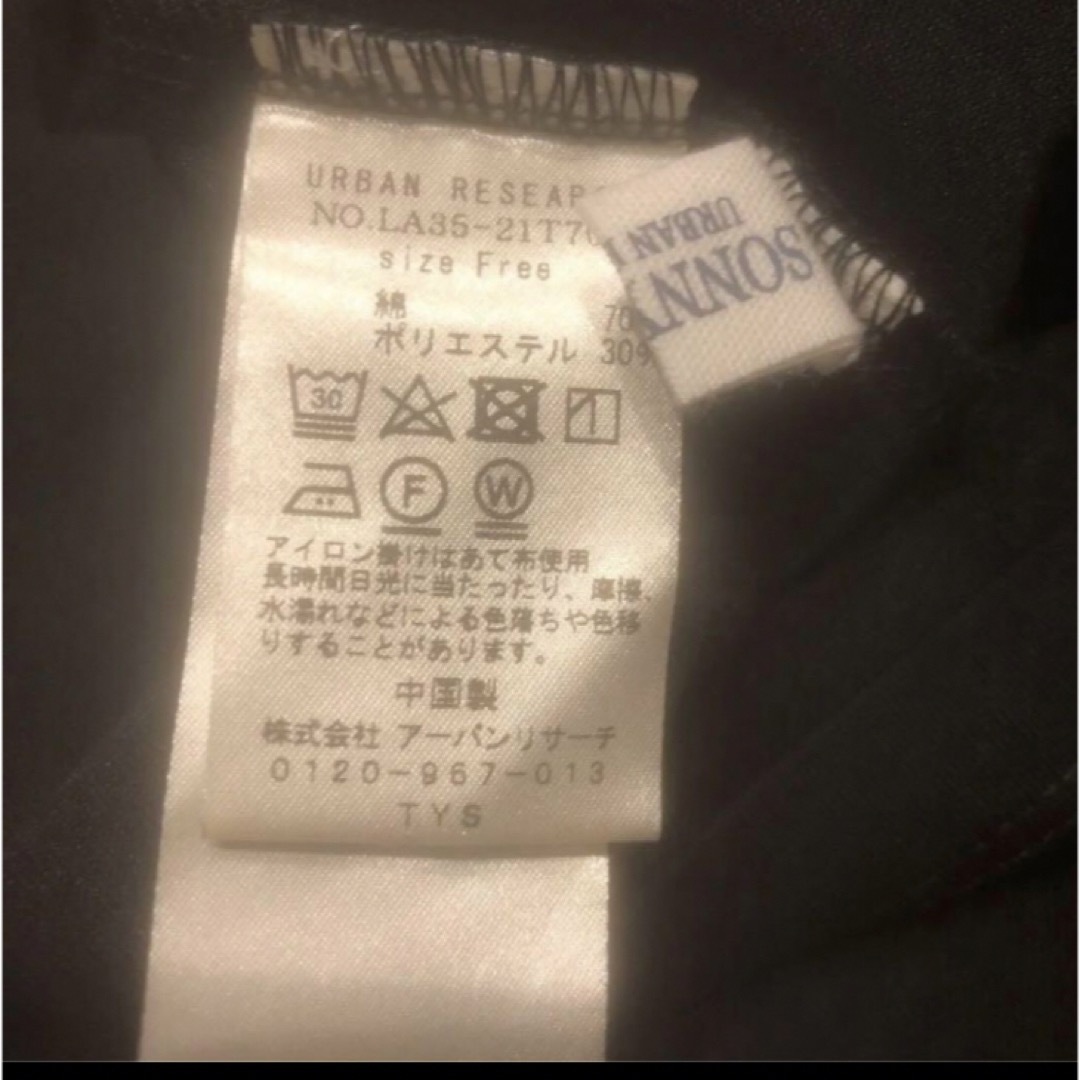 URBAN
NO.LA35-21T7
size Free
綿
ポリエステル 30%
30
F W
アイロン掛けはあて布使用
長時間日光に当たったり、摩擦、
水濡れなどによる色落ちや色移
りすることがあります。
中国製
株式会社 アーバンリサーチ
0120-967-013
TYS
SONNY
URBAN